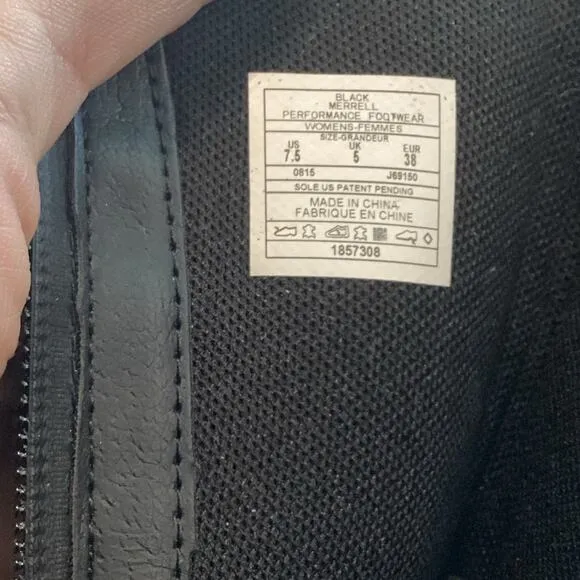 BLACK
MERRELL
PERFORMANCE FOOTWEAR
WOMENS-FEMMES
SIZE-GRANDEUR
US UK EUR
7.5 5 38
0815 J69150
SOLE US PATENT PENDING
MADE IN CHINA
FABRIQUE EN CHINE
1857308